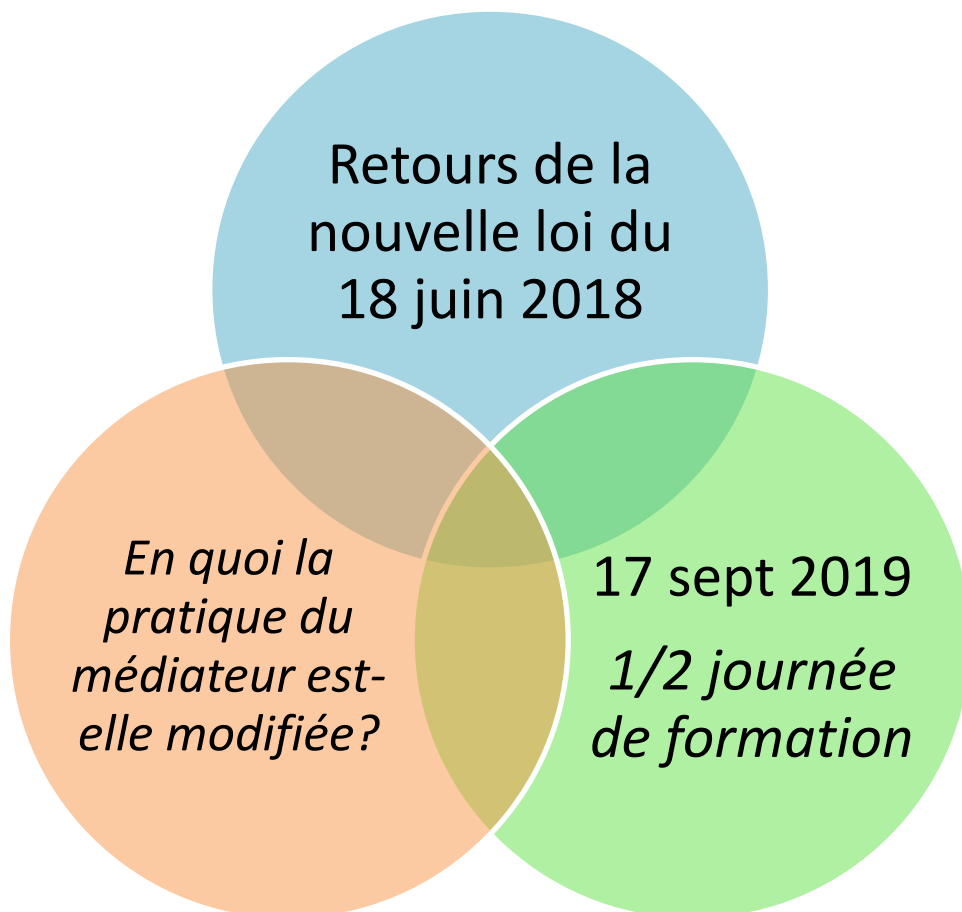 Retours de la
nouvelle loi du
18 juin 2018
En quoi la
pratique du
médiateur est-
elle modifiée?
17 sept 2019
1/2 journée
de formation